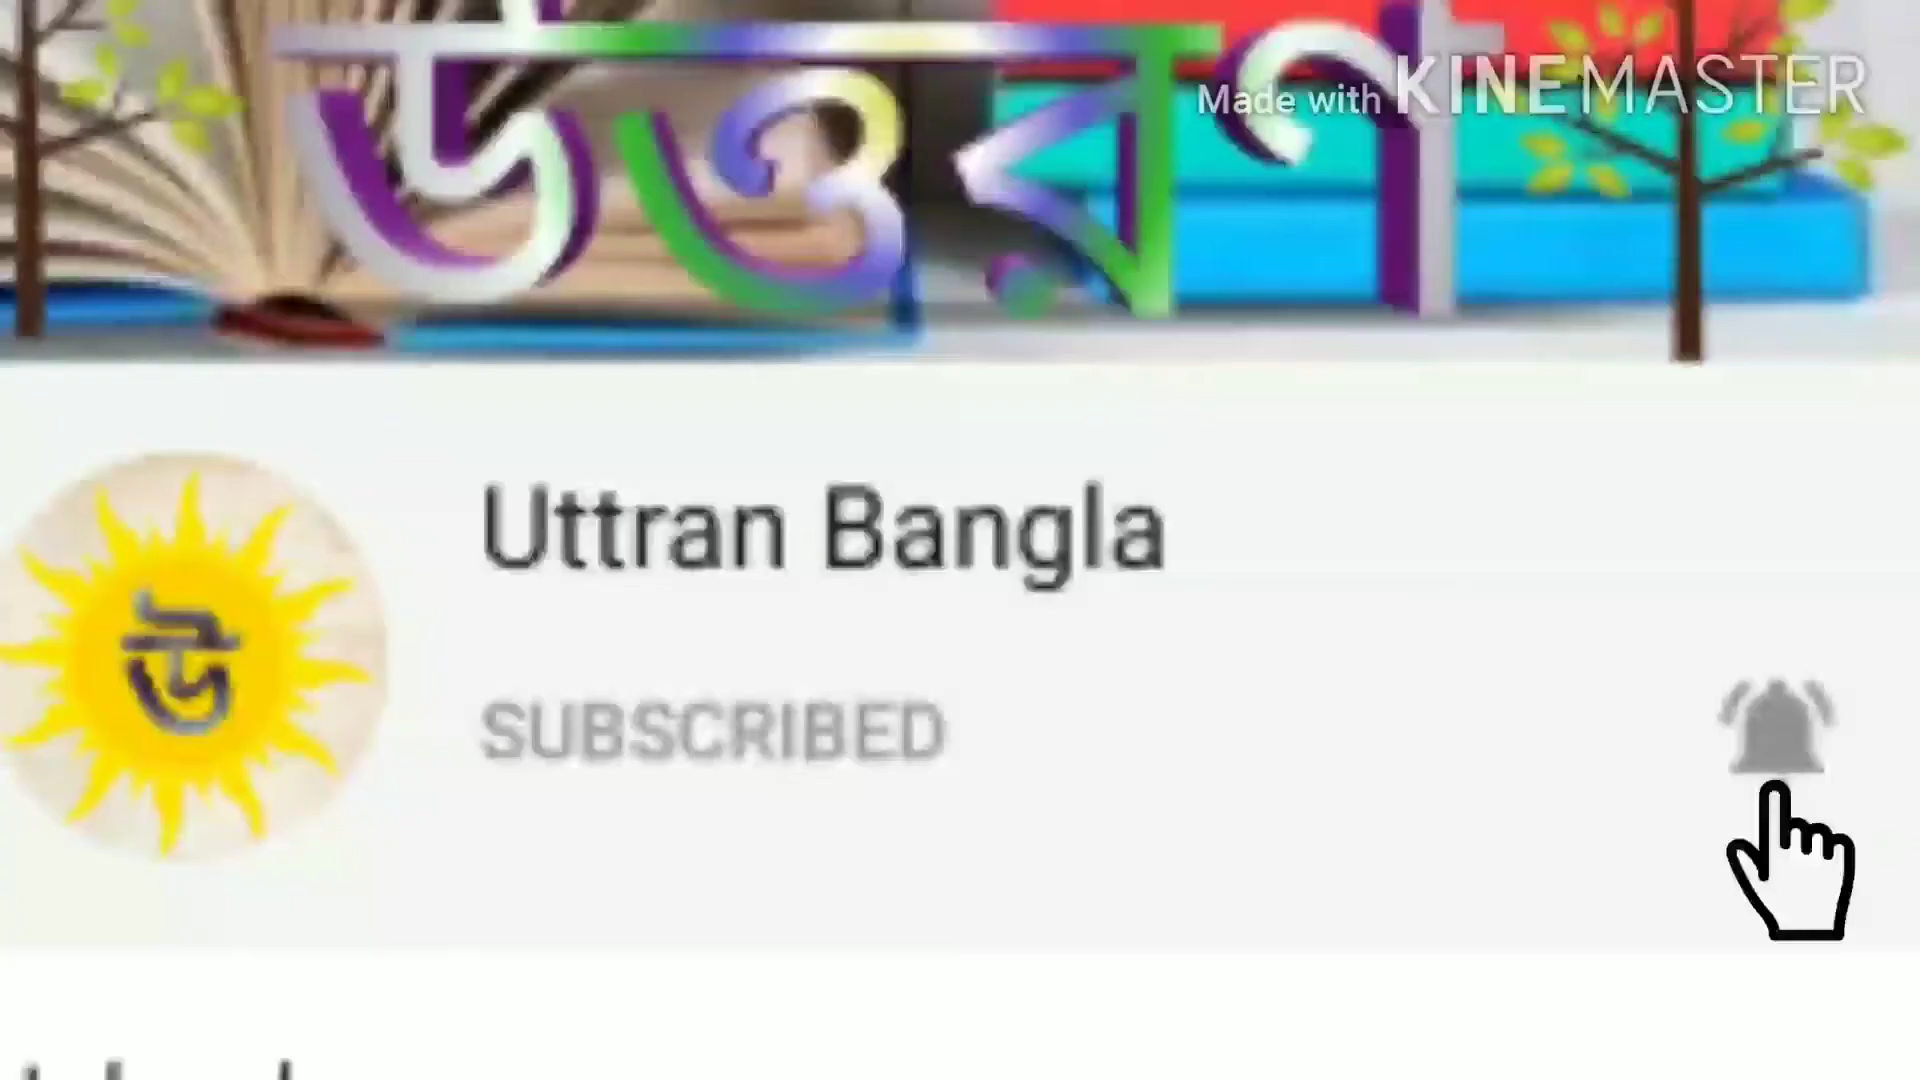 উত্তরণ
Made with KINEMASTER
Uttran Bangla
উ
SUBSCRIBED